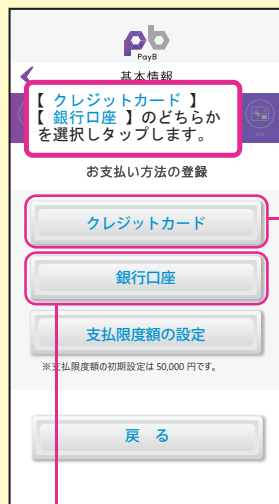 pb
PayB
基本情報
【 クレジットカード 】
【 銀行口座 】のどちらか
を選択しタップします。
お支払い方法の登録
クレジットカード
銀行口座
支払限度額の設定
※支払限度額の初期設定は50,000 円です。
戻 る